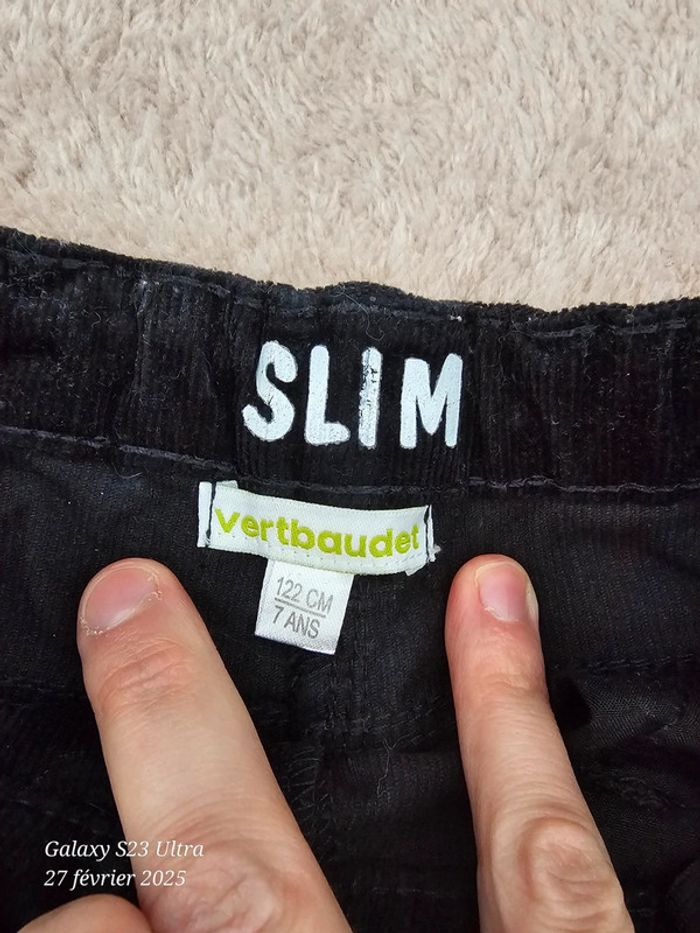 SLIM
vertbaudet
122 CM
7 ANS
Galaxy S23 Ultra
27 février 2025